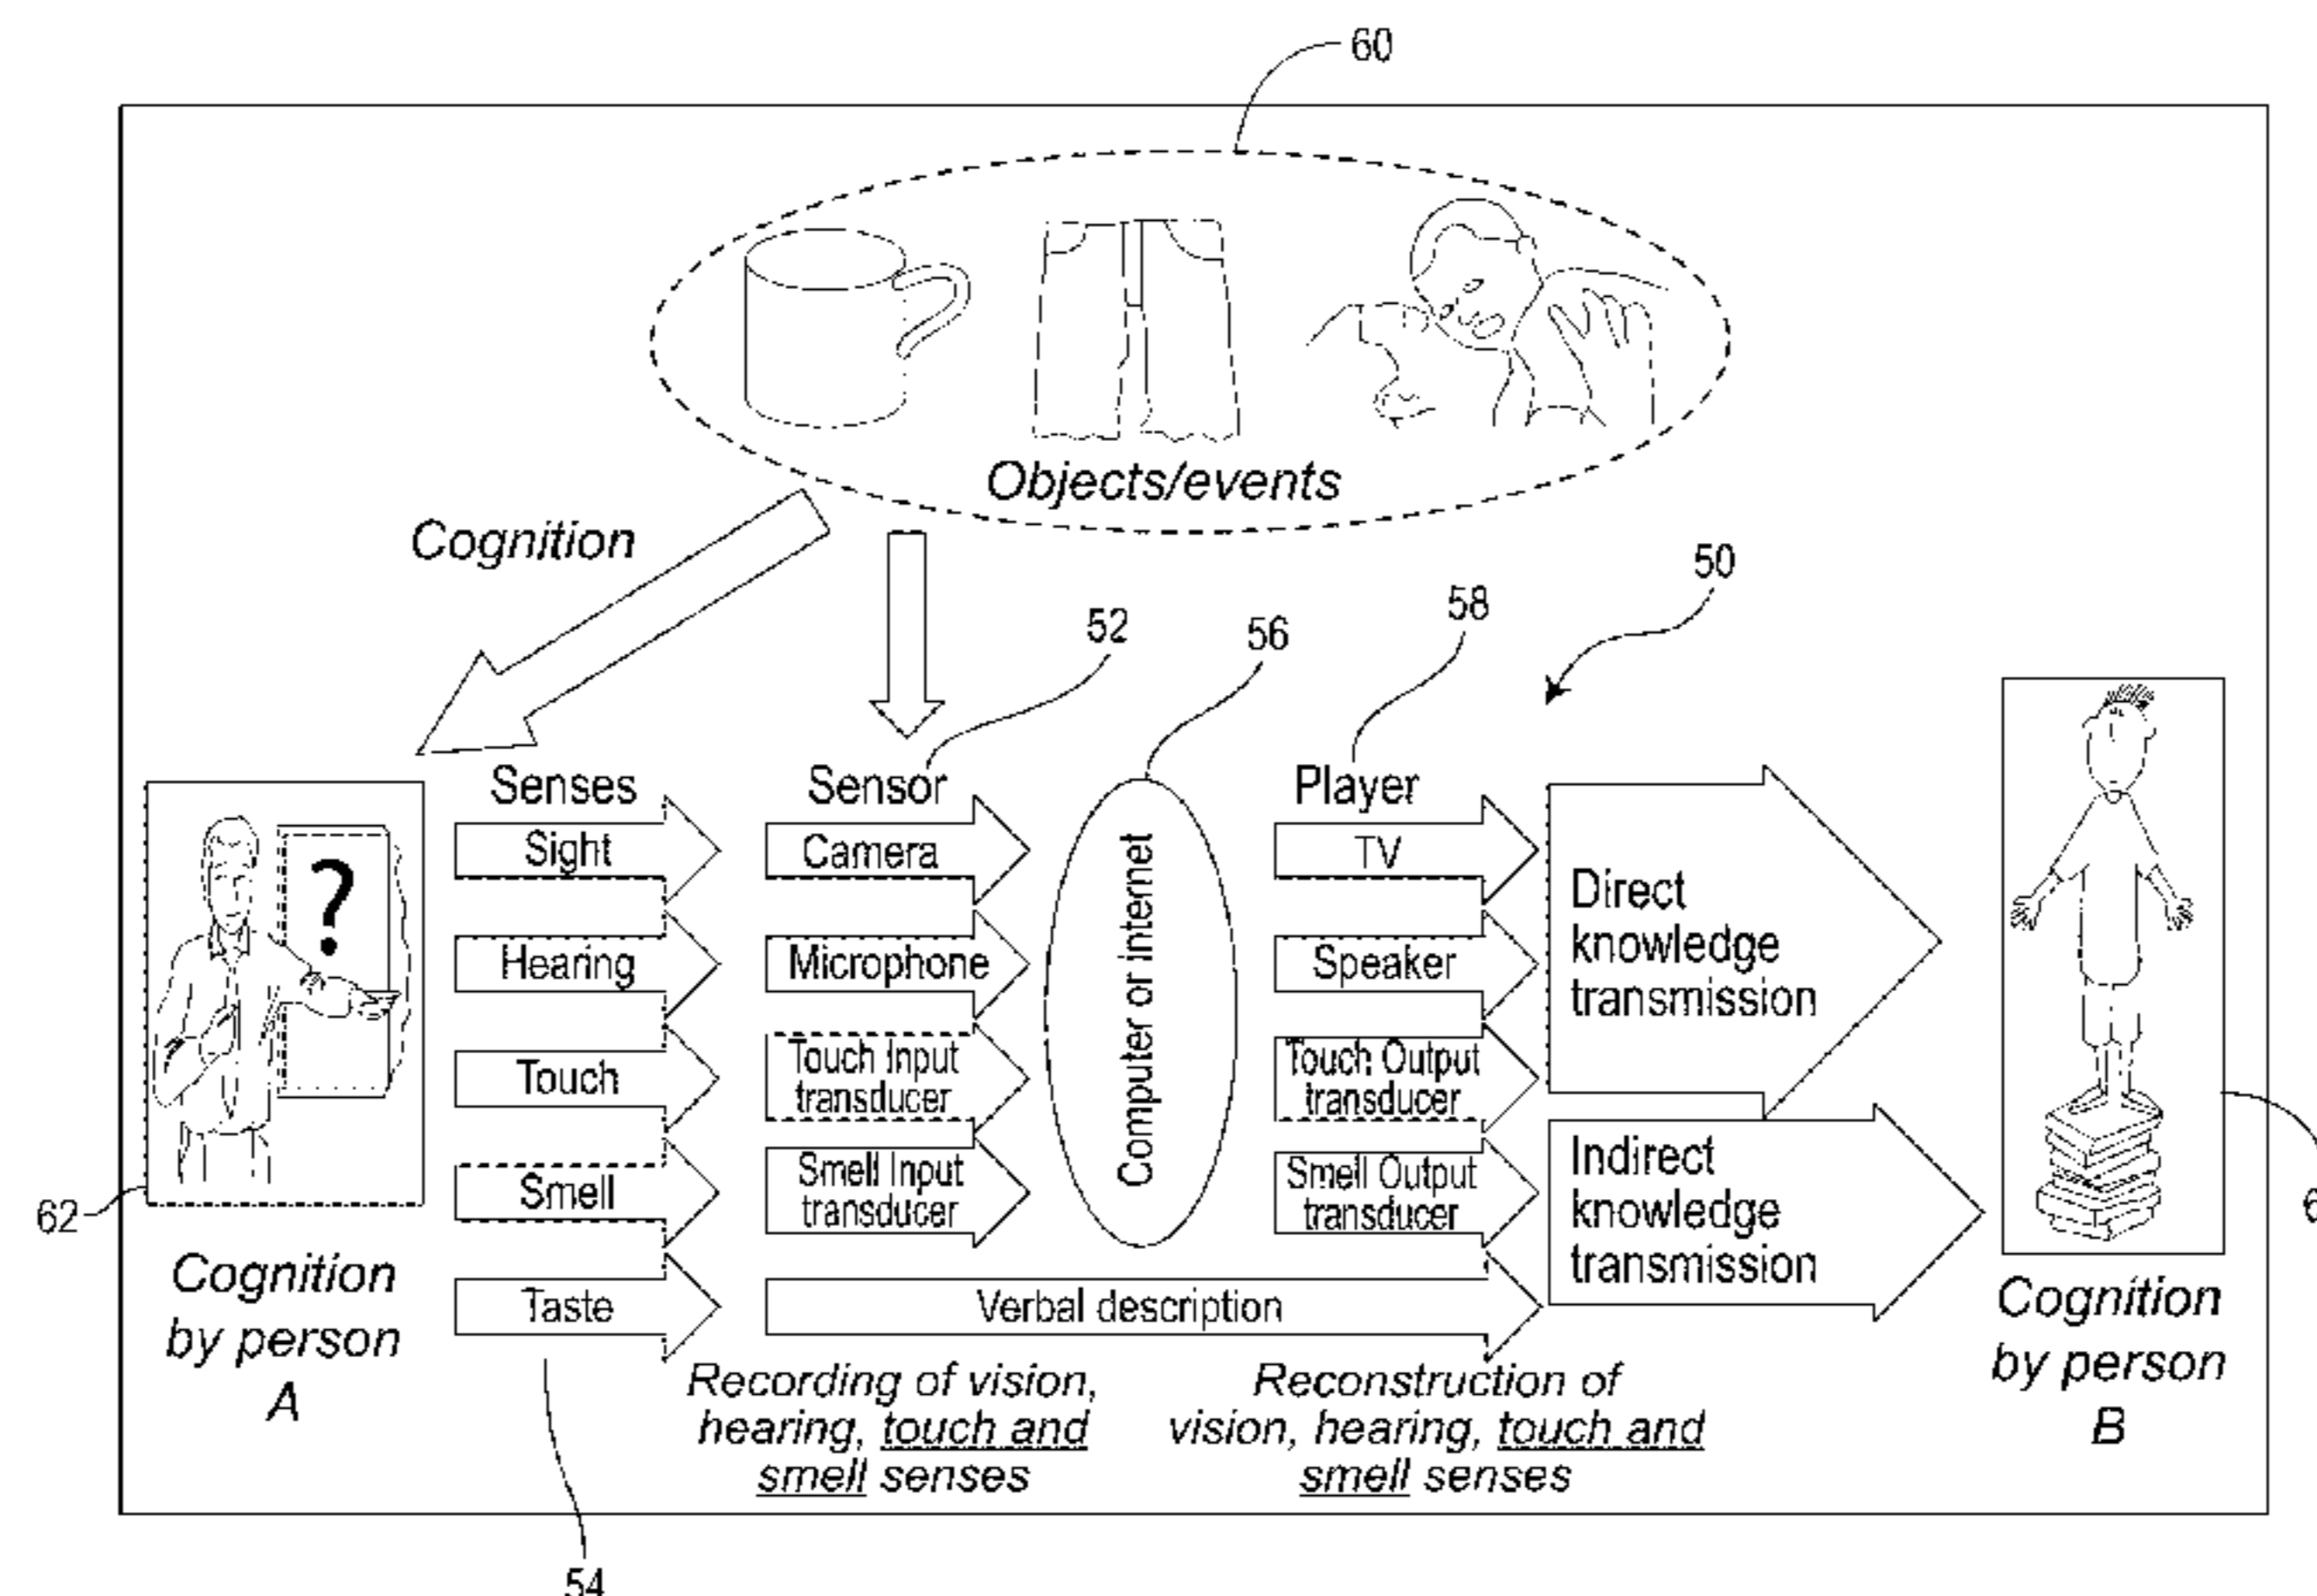 60
Objects/events
Cognition
50
58
52
56
Senses
Sensor
Player
Sight
Camera
TV
?
Hearing
Microphone
Speaker
Touch
Touch Input
transducer
Touch Output
transducer
Smell
Smell Input
transducer
Smell Output
transducer
Taste
Verbal description
Computer or internet
Direct
knowledge
transmission
Indirect
knowledge
transmission
62
Cognition
by person
A
Recording of vision,
hearing, touch and
smell senses
Reconstruction of
vision, hearing, touch and
smell senses
Cognition
by person
B
54